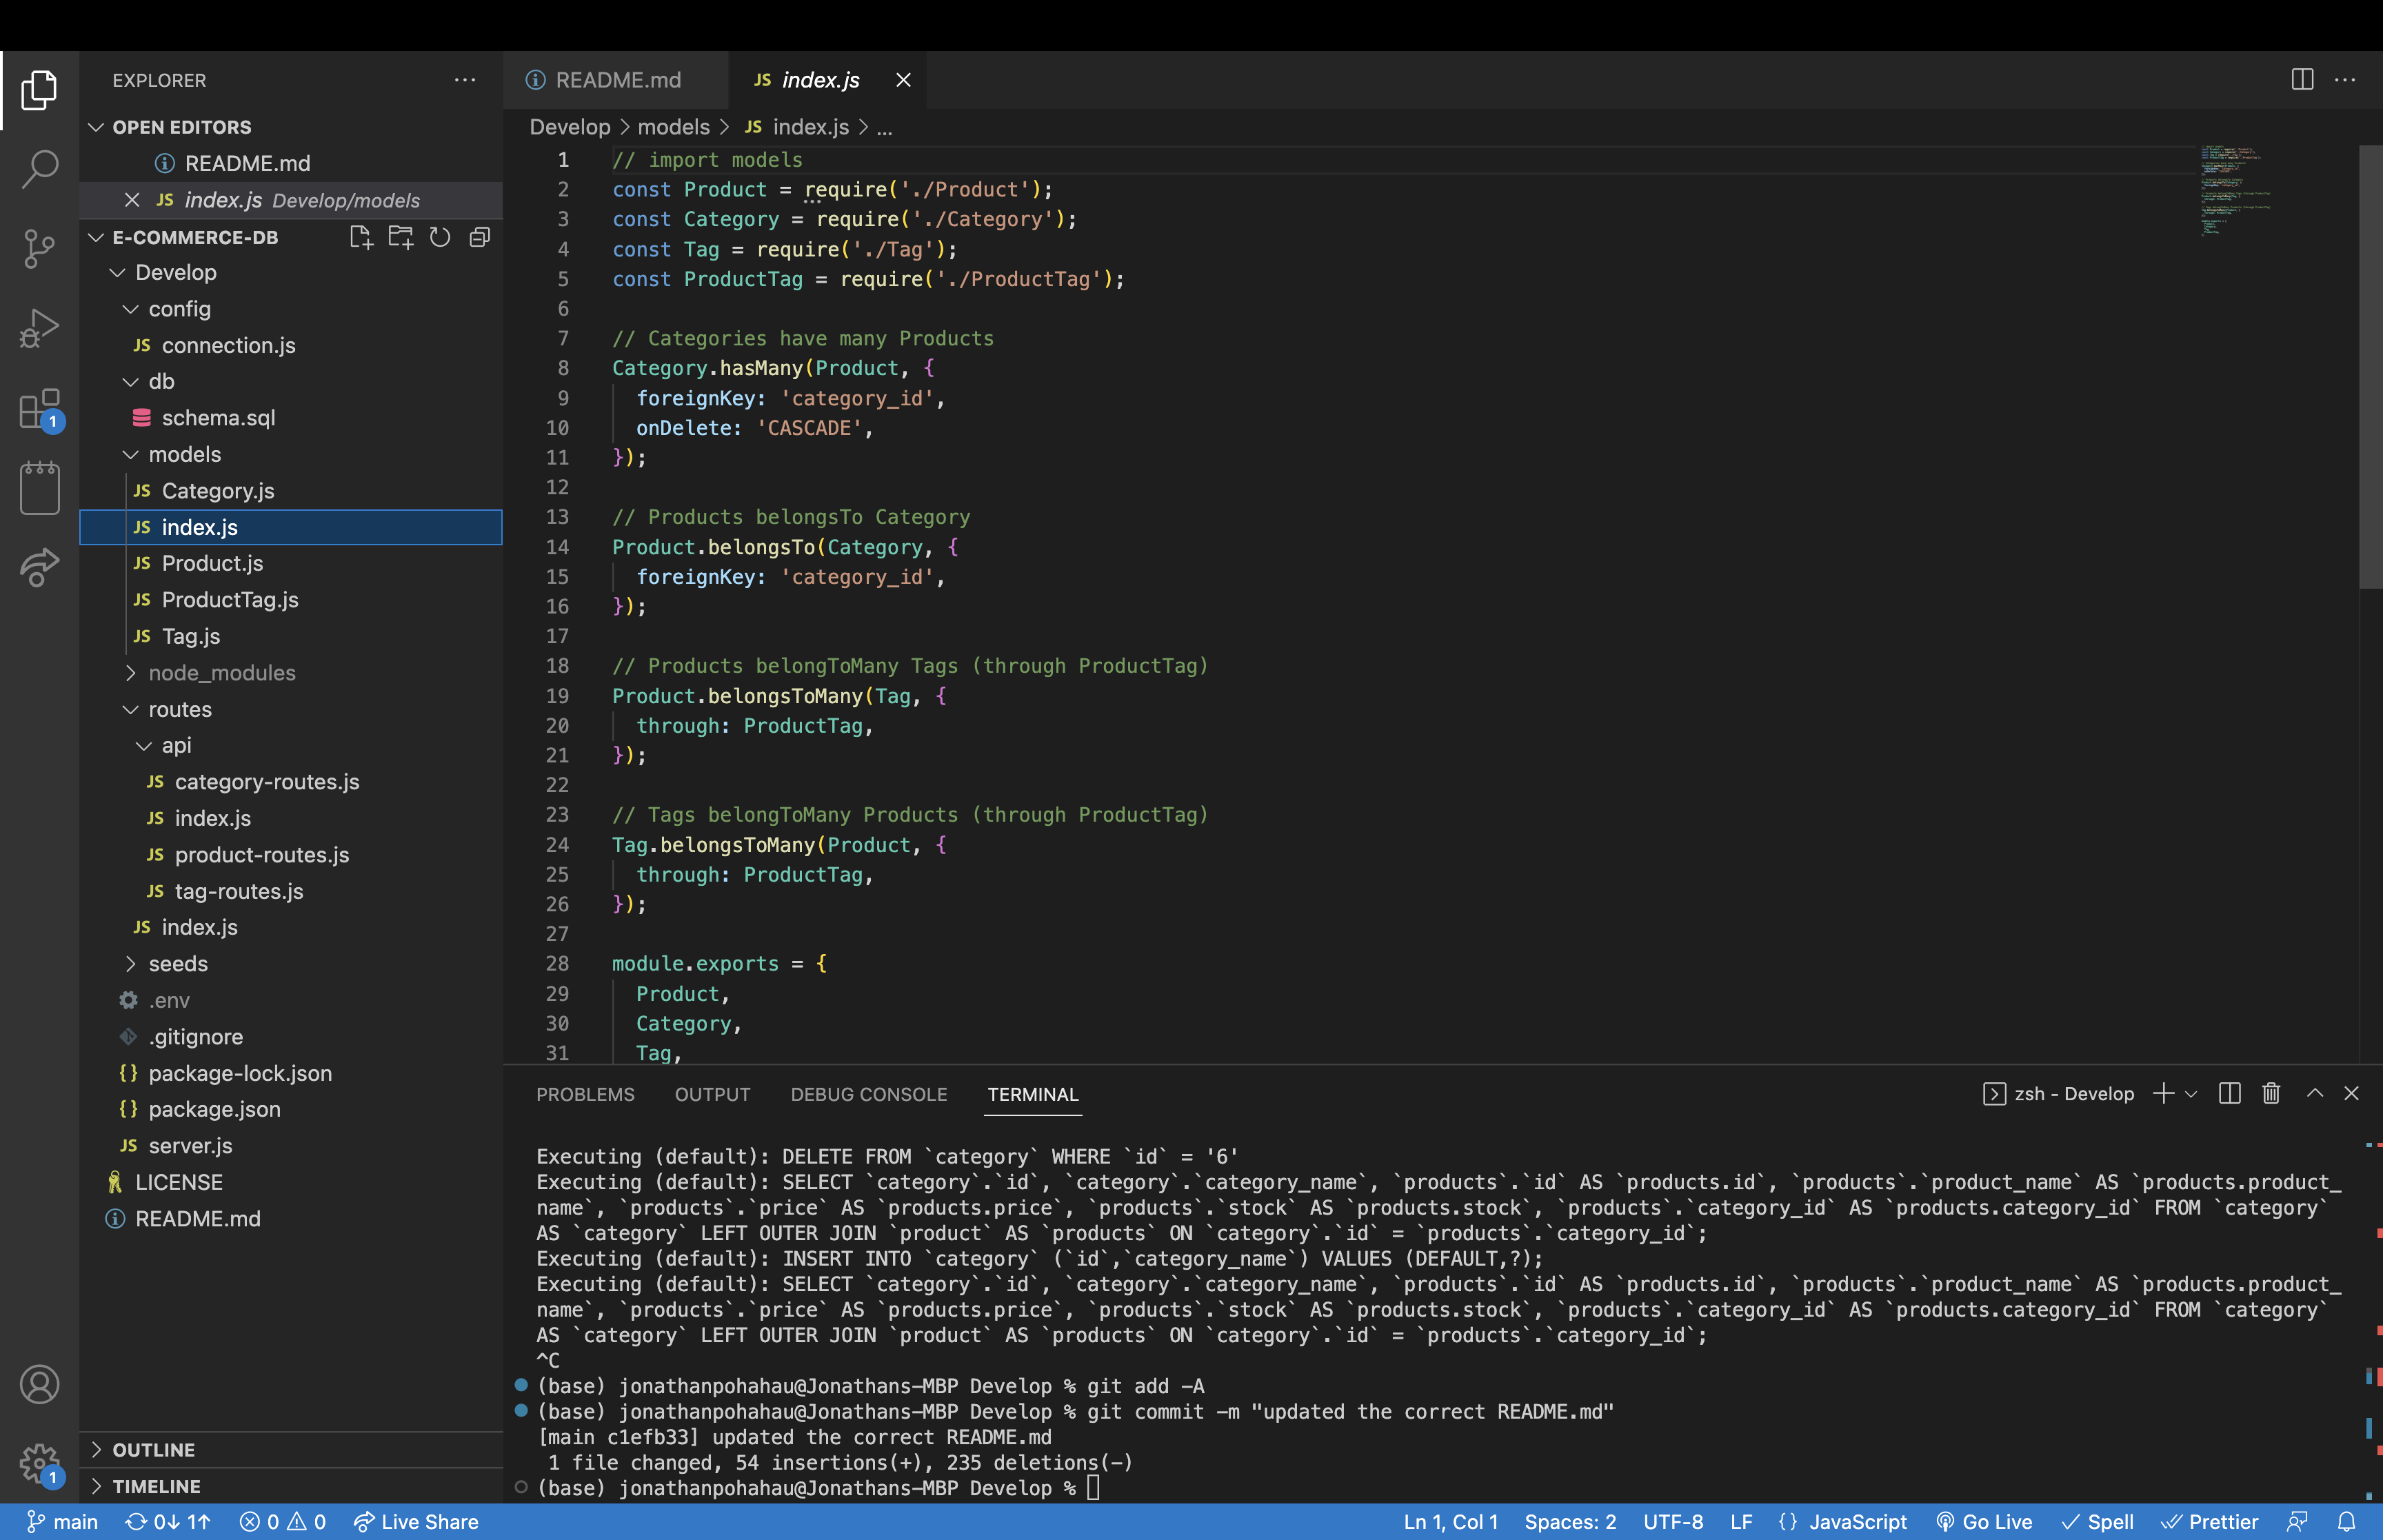 EXPLORER
OPEN EDITORS
README.md
JS index.js Develop/models
E-COMMERCE-DB
Develop
config
JS connection.js
db
schema.sql
models
JS Category.js
JS index.js
JS Product.js
JS ProductTag.js
JS Tag.js
node_modules
routes
api
JS category-routes.js
JS index.js
JS product-routes.js
JS tag-routes.js
JS index.js
seeds
.env
.gitignore
{} package-lock.json
{} package.json
JS server.js
LICENSE
README.md
OUTLINE
TIMELINE
1
1
README.md
JS index.js
Develop > models > JS index.js > ...
1 // import models
2 const Product = require('./Product');
3 const Category = require('./Category');
4 const Tag = require('./Tag');
5 const ProductTag = require('./ProductTag');
6
7 // Categories have many Products
8 Category.hasMany(Product, {
9 foreignKey: 'category_id',
10 onDelete: 'CASCADE',
11 });
12
13 // Products belongsTo Category
14 Product.belongsTo(Category, {
15 foreignKey: 'category_id',
16 });
17
18 // Products belongToMany Tags (through ProductTag)
19 Product.belongsToMany(Tag, {
20 through: ProductTag,
21 });
22
23 // Tags belongToMany Products (through ProductTag)
24 Tag.belongsToMany(Product, {
25 through: ProductTag,
26 });
27
28 module.exports = {
29 Product,
30 Category,
31 Tag,
PROBLEMS OUTPUT DEBUG CONSOLE TERMINAL
zsh - Develop
Executing (default): DELETE FROM `category` WHERE `id` = '6'
Executing (default): SELECT `category`.`id`, `category`.`category_name`, `products`.`id` AS `products.id`, `products`.`product_name` AS `products.product_
name`, `products`.`price` AS `products.price`, `products`.`stock` AS `products.stock`, `products`.`category_id` AS `products.category_id` FROM `category`
AS `category` LEFT OUTER JOIN `product` AS `products` ON `category`.`id` = `products`.`category_id`;
Executing (default): INSERT INTO `category` (`id`,`category_name`) VALUES (DEFAULT,?);
Executing (default): SELECT `category`.`id`, `category`.`category_name`, `products`.`id` AS `products.id`, `products`.`product_name` AS `products.product_
name`, `products`.`price` AS `products.price`, `products`.`stock` AS `products.stock`, `products`.`category_id` AS `products.category_id` FROM `category`
AS `category` LEFT OUTER JOIN `product` AS `products` ON `category`.`id` = `products`.`category_id`;
^C
(base) jonathanpohahau@Jonathans-MBP Develop % git add -A
(base) jonathanpohahau@Jonathans-MBP Develop % git commit -m "updated the correct README.md"
[main c1efb33] updated the correct README.md
1 file changed, 54 insertions(+), 235 deletions(-)
(base) jonathanpohahau@Jonathans-MBP Develop %
main 0↓ 1↑ 0 0 Live Share
Ln 1, Col 1 Spaces: 2 UTF-8 LF {} JavaScript Go Live Spell Prettier